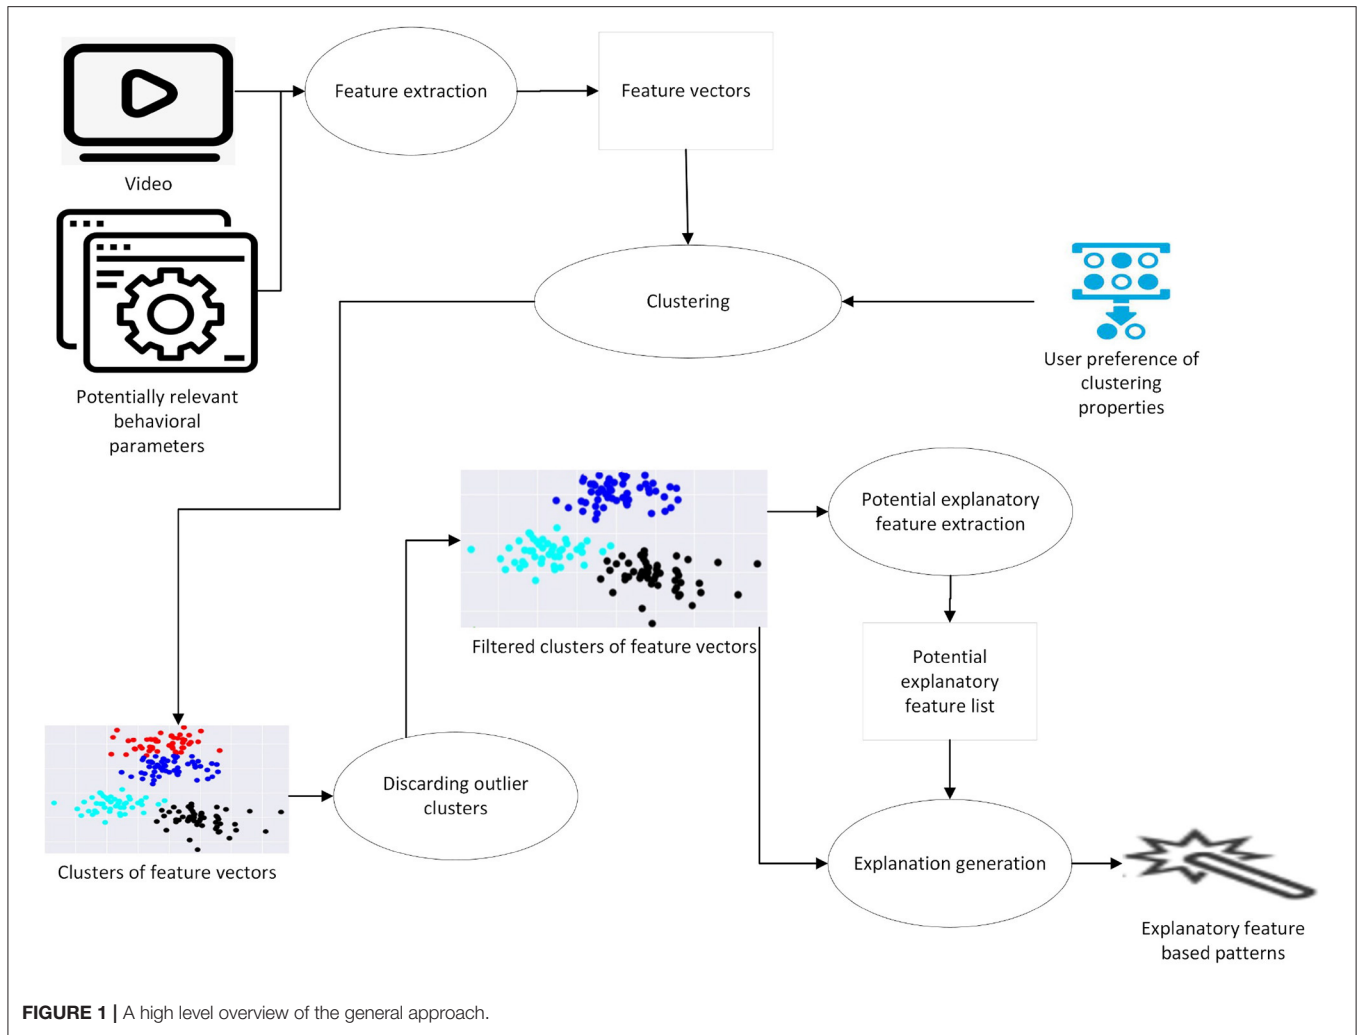 Feature extraction
Feature vectors
Video
Clustering
Potentially relevant
behavioral
parameters
User preference of
clustering
properties
Potential explanatory
feature extraction
Filtered clusters of feature vectors
Potential
explanatory
feature list
Discarding outlier
clusters
Clusters of feature vectors
Explanation generation
Explanatory feature
based patterns
FIGURE 1 | A high level overview of the general approach.